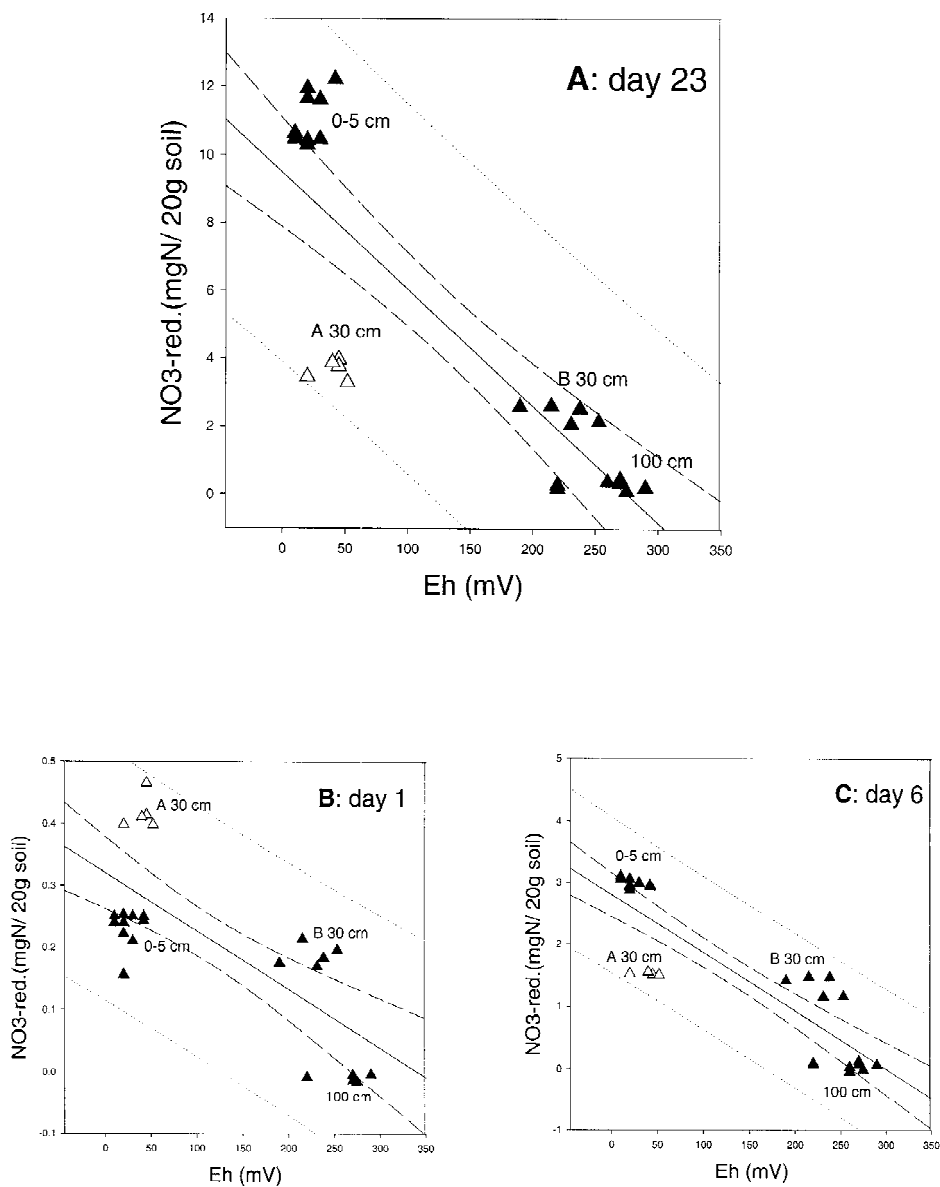 A: day 23
NO3-red.(mgN/ 20g soil)
14
12
10
8
6
4
2
0
0-5 cm
A 30 cm
B 30 cm
100 cm
0 50 100 150 200 250 300 350
Eh (mV)
B: day 1
NO3-red.(mgN/ 20g soil)
0.5
0.4
0.3
0.2
0.1
0.0
-0.1
A 30 cm
0-5 cm
B 30 cm
100 cm
0 50 100 150 200 250 300 350
Eh (mV)
C: day 6
NO3-red.(mgN/ 20g soil)
5
4
3
2
1
0
-1
0-5 cm
A 30 cm
B 30 cm
100 cm
0 50 100 150 200 250 300 350
Eh (mV)